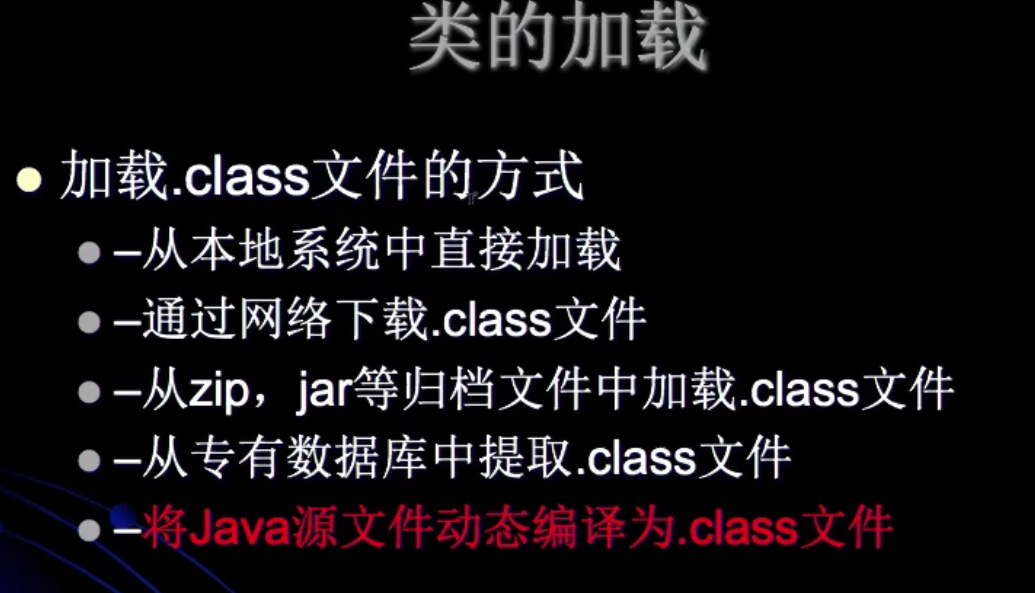 类的加载
加载.class文件的方式
–从本地系统中直接加载
–通过网络下载.class文件
–从zip，jar等归档文件中加载.class文件
–从专有数据库中提取.class文件
–将Java源文件动态编译为.class文件